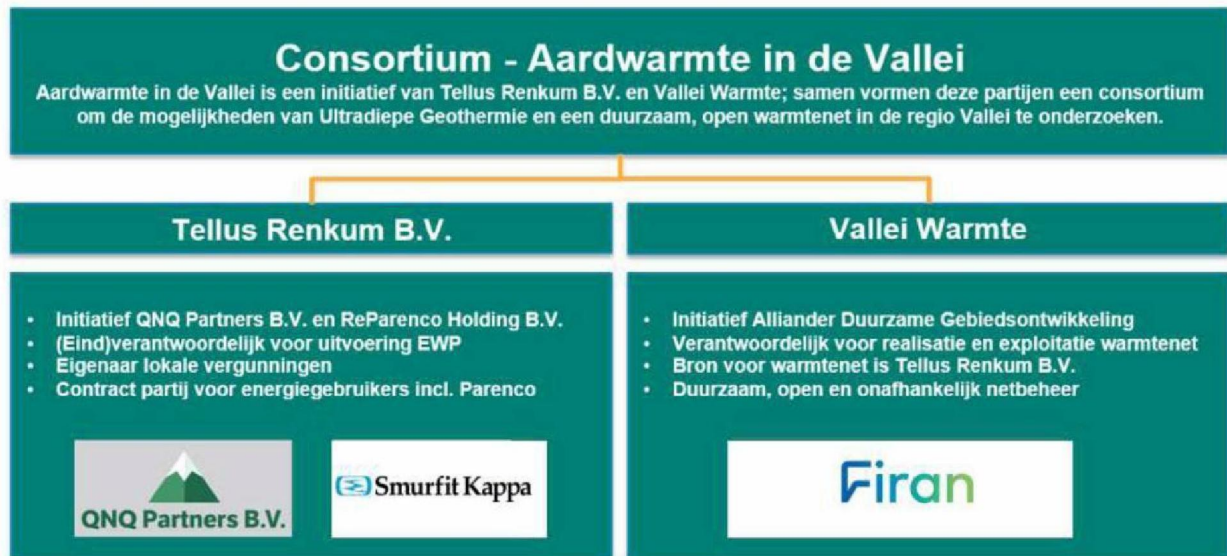 Consortium - Aardwarmte in de Vallei
Aardwarmte in de Vallei is een initiatief van Tellus Renkum B.V. en Vallei Warmte; samen vormen deze partijen een consortium
om de mogelijkheden van Ultradiepe Geothermie en een duurzaam, open warmtenet in de regio Vallei te onderzoeken.
Tellus Renkum B.V.
• Initiatief QNQ Partners B.V. en ReParenco Holding B.V.
• (Eind)verantwoordelijk voor uitvoering EWP
• Eigenaar lokale vergunningen
• Contract partij voor energiegebruikers incl. Parenco
QNQ Partners B.V.
Smurfit Kappa
Vallei Warmte
• Initiatief Alliander Duurzame Gebiedsontwikkeling
• Verantwoordelijk voor realisatie en exploitatie warmtenet
• Bron voor warmtenet is Tellus Renkum B.V.
• Duurzaam, open en onafhankelijk netbeheer
Firan